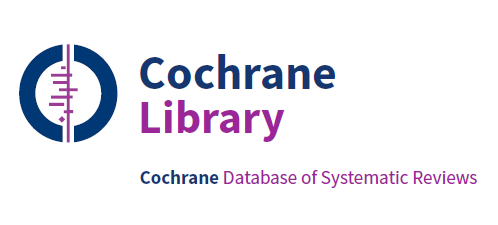 Cochrane
Library
Cochrane Database of Systematic Reviews